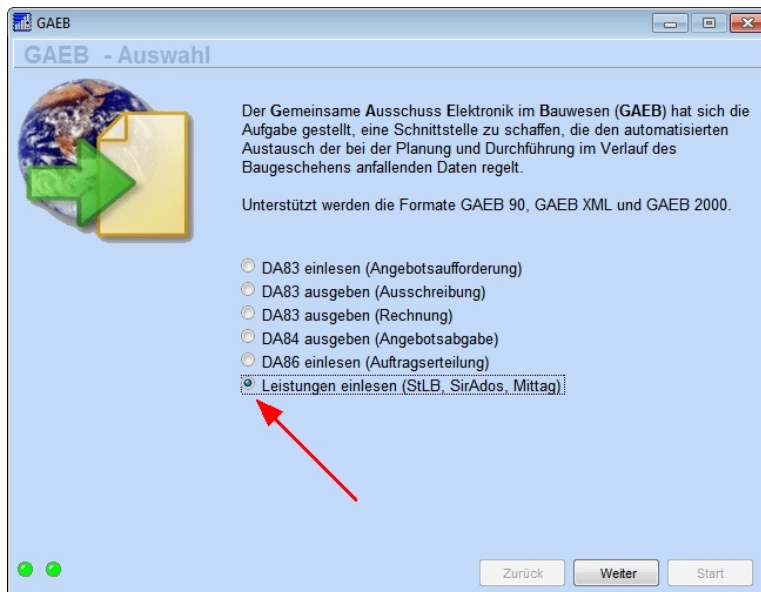 GAEB
GAEB - Auswahl
Der Gemeinsame Ausschuss Elektronik im Bauwesen (GAEB) hat sich die
Aufgabe gestellt, eine Schnittstelle zu schaffen, die den automatisierten
Austausch der bei der Planung und Durchführung im Verlauf des
Baugeschehens anfallenden Daten regelt.
Unterstützt werden die Formate GAEB 90, GAEB XML und GAEB 2000.
DA83 einlesen (Angebotsaufforderung)
DA83 ausgeben (Ausschreibung)
DA83 ausgeben (Rechnung)
DA84 ausgeben (Angebotsabgabe)
DA86 einlesen (Auftragserteilung)
Leistungen einlesen (StLB, SirAdos, Mittag)
Zurück Weiter Start